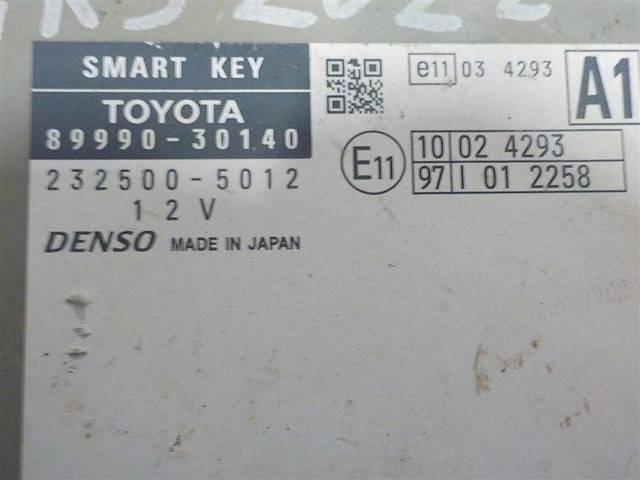 SMART KEY
TOYOTA
89990-30140
232500-5012
12V
DENSO MADE IN JAPAN
e11 03 4293
A1
E11
10 02 4293
97 I 01 2258